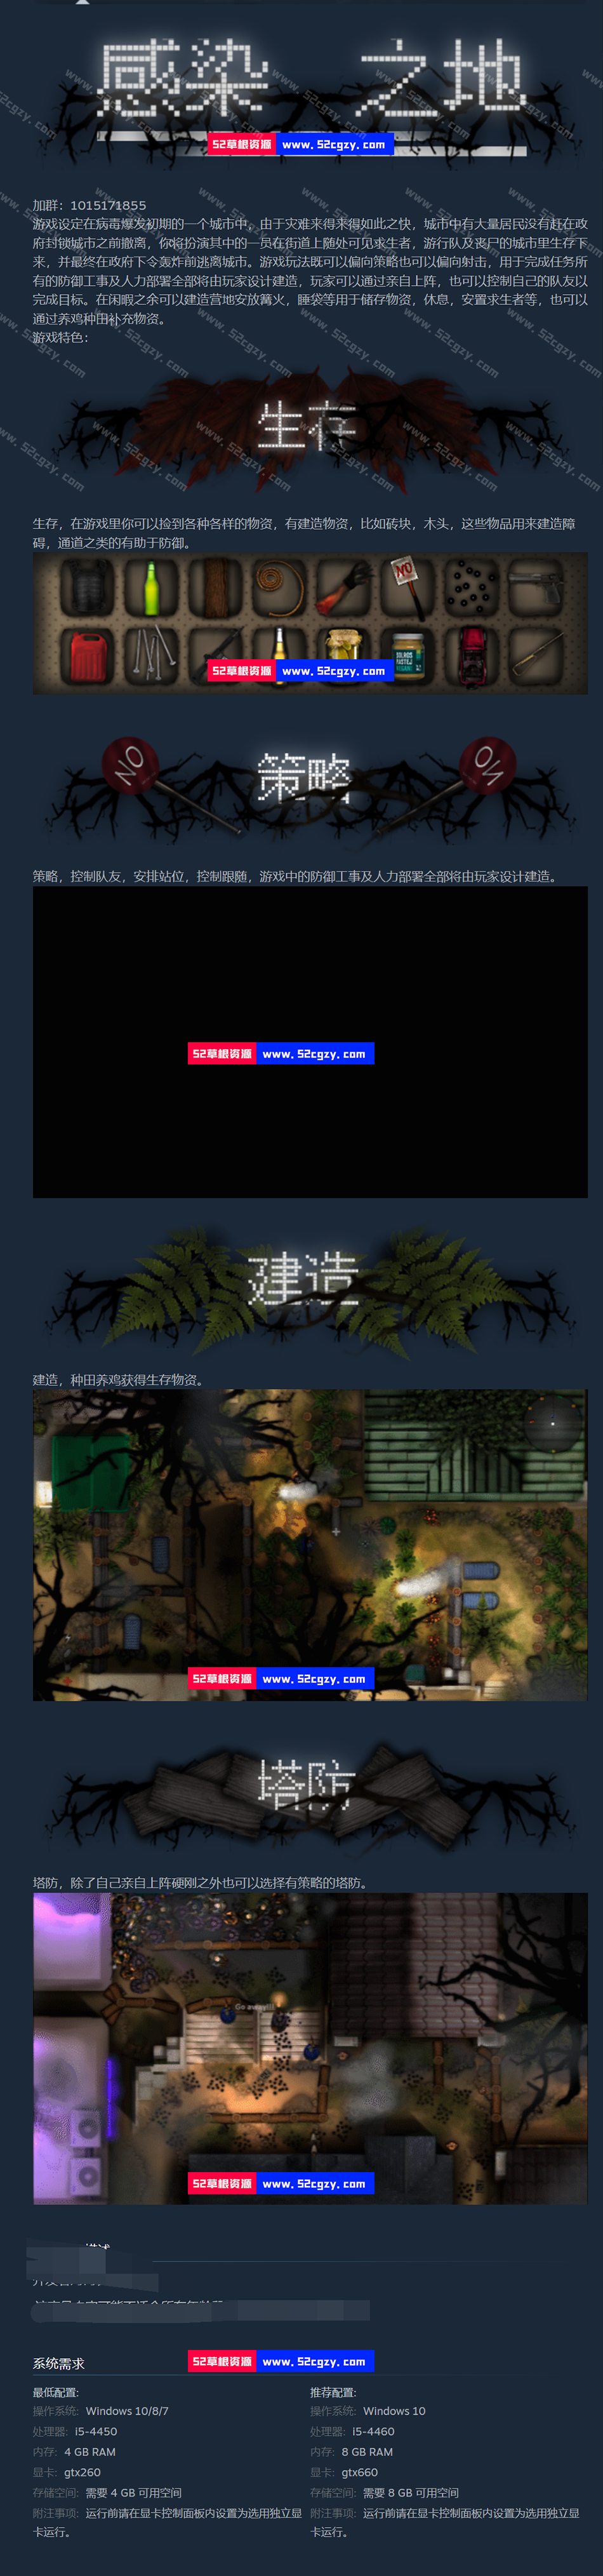 感染 之地
52草根资源 www.52cgzy.com
加群：1015171855
游戏设定在病毒爆发初期的一个城市中，由于灾难来得来得如此之快，城市中有大量居民没有赶在政
府封锁城市之前撤离，你将扮演其中的一员在街道上随处可见求生者，游行队及丧尸的城市里生存下
来，并最终在政府下令轰炸前逃离城市。游戏玩法既可以偏向策略也可以偏向射击，用于完成任务所
有的防御工事及人力部署全部将由玩家设计建造，玩家可以通过亲自上阵，也可以控制自己的队友以
完成目标。在闲暇之余可以建造营地安放篝火，睡袋等用于储存物资，休息，安置求生者等，也可以
通过养鸡种田补充物资。
游戏特色：
生存
生存，在游戏里你可以捡到各种各样的物资，有建造物资，比如砖块，木头，这些物品用来建造障
碍，通道之类的有助于防御。
NO
52草根资源 www.52cgzy.com
NO
策略
NO
策略，控制队友，安排站位，控制跟随，游戏中的防御工事及人力部署全部将由玩家设计建造。
52草根资源 www.52cgzy.com
建造
建造，种田养鸡获得生存物资。
52草根资源 www.52cgzy.com
塔防
塔防，除了自己亲自上阵硬刚之外也可以选择有策略的塔防。
52草根资源 www.52cgzy.com
系统需求
52草根资源 www.52cgzy.com
最低配置:
操作系统: Windows 10/8/7
处理器: i5-4450
内存: 4 GB RAM
显卡: gtx260
存储空间: 需要 4 GB 可用空间
附注事项: 运行前请在显卡控制面板内设置为选用独立显
卡运行。
推荐配置:
操作系统: Windows 10
处理器: i5-4460
内存: 8 GB RAM
显卡: gtx660
存储空间: 需要 8 GB 可用空间
附注事项: 运行前请在显卡控制面板内设置为选用独立显
卡运行。